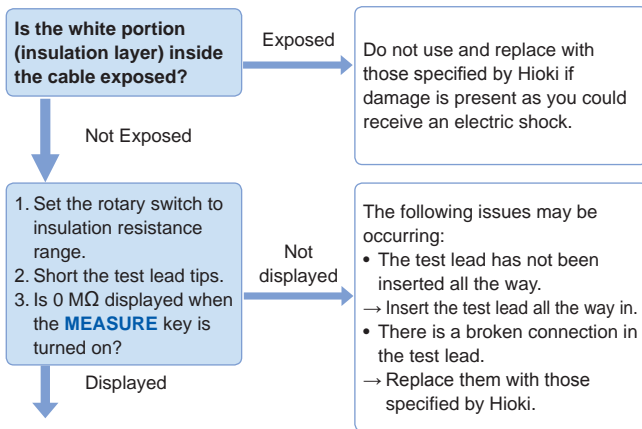 Is the white portion
(insulation layer) inside
the cable exposed?
Exposed
Do not use and replace with
those specified by Hioki if
damage is present as you could
receive an electric shock.
Not Exposed
1. Set the rotary switch to
insulation resistance
range.
2. Short the test lead tips.
3. Is 0 MΩ displayed when
the MEASURE key is
turned on?
Not
displayed
The following issues may be
occurring:
• The test lead has not been
inserted all the way.
→ Insert the test lead all the way in.
• There is a broken connection in
the test lead.
→ Replace them with those
specified by Hioki.
Displayed